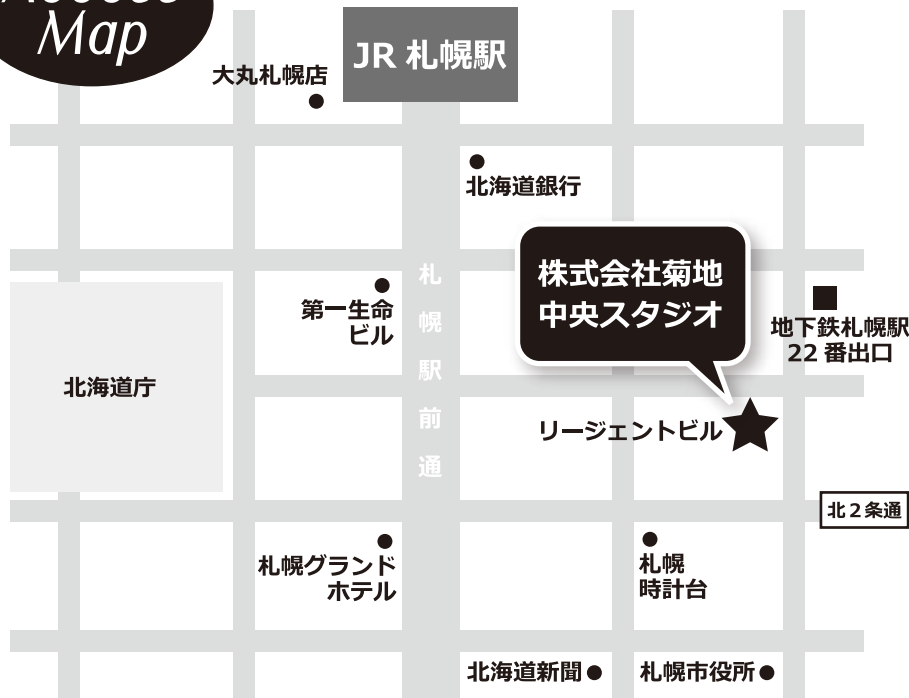 Map
JR 札幌駅
大丸札幌店
北海道銀行
株式会社菊地
中央スタジオ
札幌駅前通
第一生命
ビル
地下鉄札幌駅
22 番出口
北海道庁
リージェントビル
北2条通
札幌グランド
ホテル
札幌
時計台
北海道新聞
札幌市役所